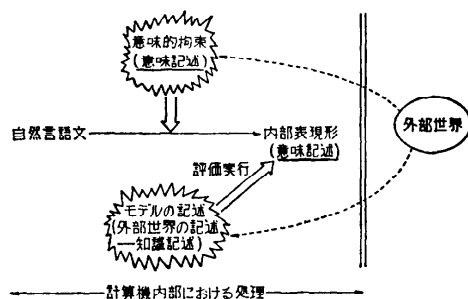 意味的拘束
(意味記述)
自然言語文
内部表現形
(意味記述)
外部世界
評価実行
モデルの記述
(外部世界の記述
—知識記述)
計算機内部における処理